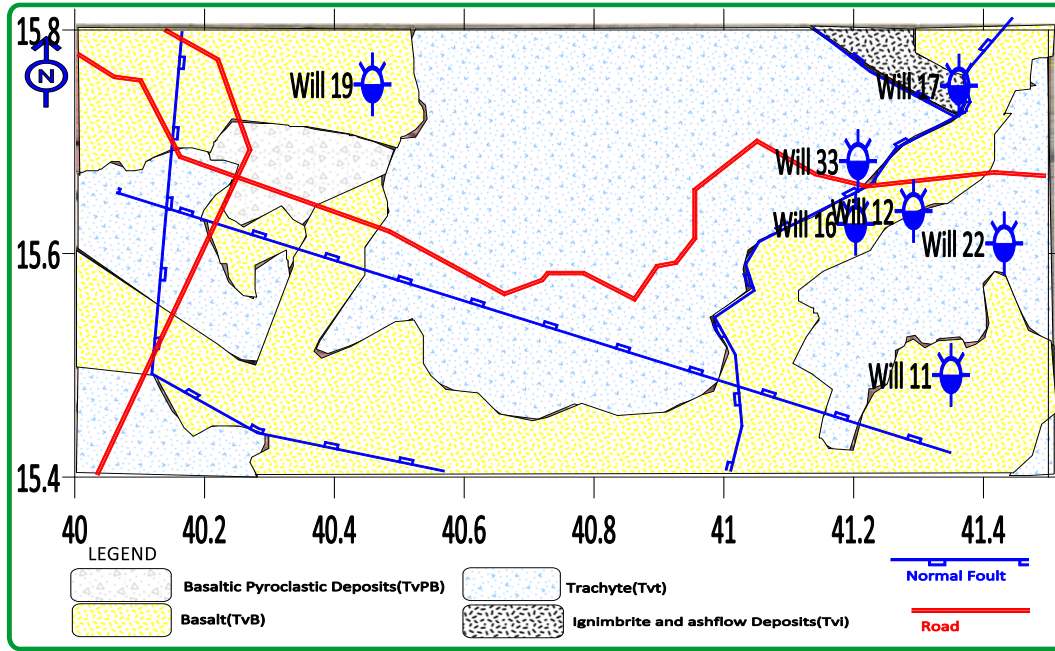 15.8
N
Will 19
Will 17
Will 33
Will 16
Will 12
Will 22
15.6
Will 11
15.4
40
40.2
40.4
40.6
40.8
41
41.2
41.4
LEGEND
Basaltic Pyroclastic Deposits(TvPB)
Trachyte(Tvt)
Normal Foult
Basalt(TvB)
Ignimbrite and ashflow Deposits(Tvi)
Road